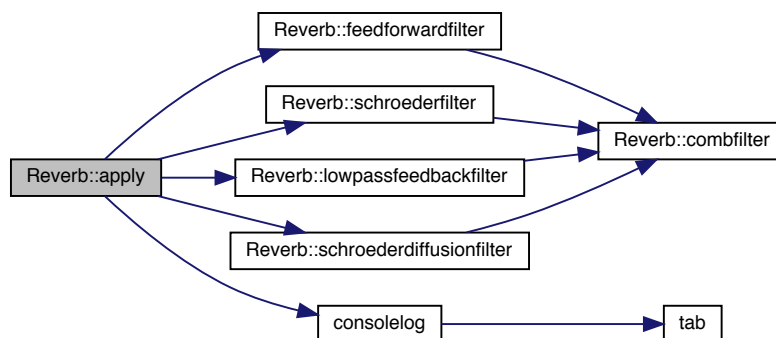 Reverb::feedforwardfilter
Reverb::schroederfilter
Reverb::combfilter
Reverb::apply
Reverb::lowpassfeedbackfilter
Reverb::schroederdiffusionfilter
consolelog
tab